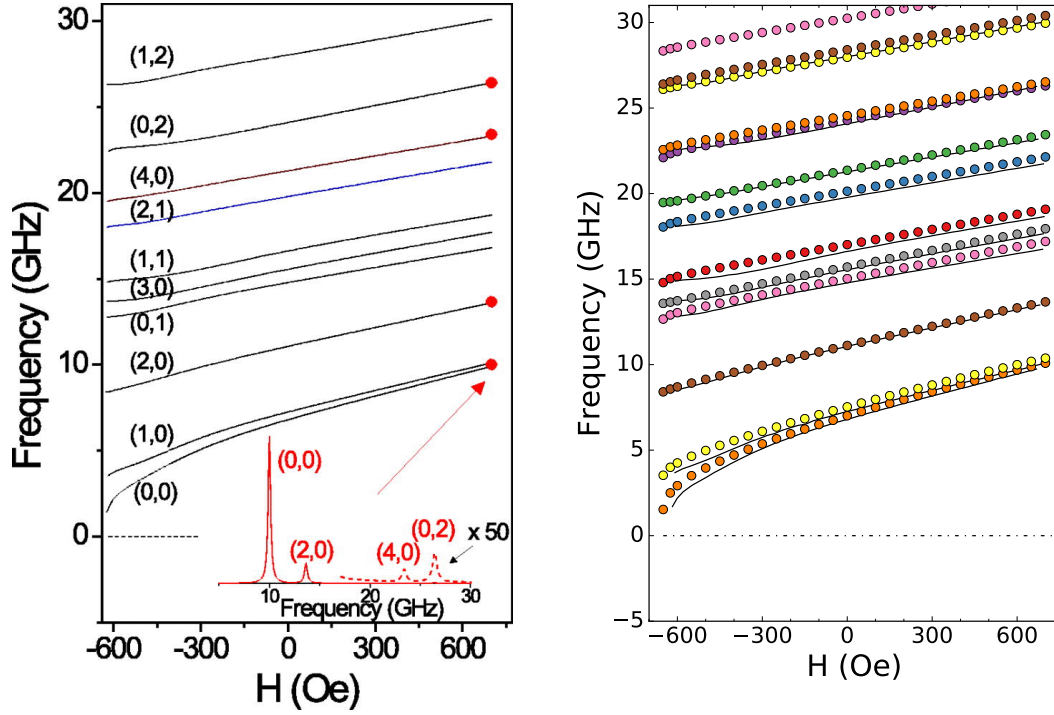 30
(1,2)
(0,2)
(4,0)
20
(2,1)
(1,1)
(3,0)
(0,1)
(2,0)
10
(1,0)
(0,0)
0
(0,0)
(2,0)
(4,0)
(0,2)
x 50
10 20 30
Frequency (GHz)
-600 -300 0 300 600
H (Oe)
Frequency (GHz)
30
25
20
15
10
5
0
−5
−600 −300 0 300 600
H (Oe)
Frequency (GHz)